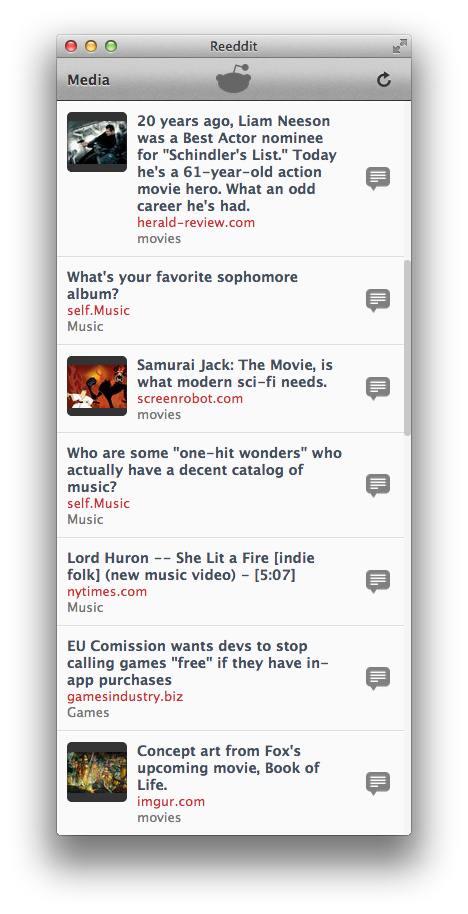 Reeddit
Media
20 years ago, Liam Neeson
was a Best Actor nominee
for "Schindler's List." Today
he's a 61-year-old action
movie hero. What an odd
career he's had.
herald-review.com
movies
What's your favorite sophomore
album?
self.Music
Music
Samurai Jack: The Movie, is
what modern sci-fi needs.
screenrobot.com
movies
Who are some "one-hit wonders" who
actually have a decent catalog of
music?
self.Music
Music
Lord Huron -- She Lit a Fire [indie
folk] (new music video) - [5:07]
nytimes.com
Music
EU Comission wants devs to stop
calling games "free" if they have in-
app purchases
gamesindustry.biz
Games
Concept art from Fox's
upcoming movie, Book of
Life.
imgur.com
movies